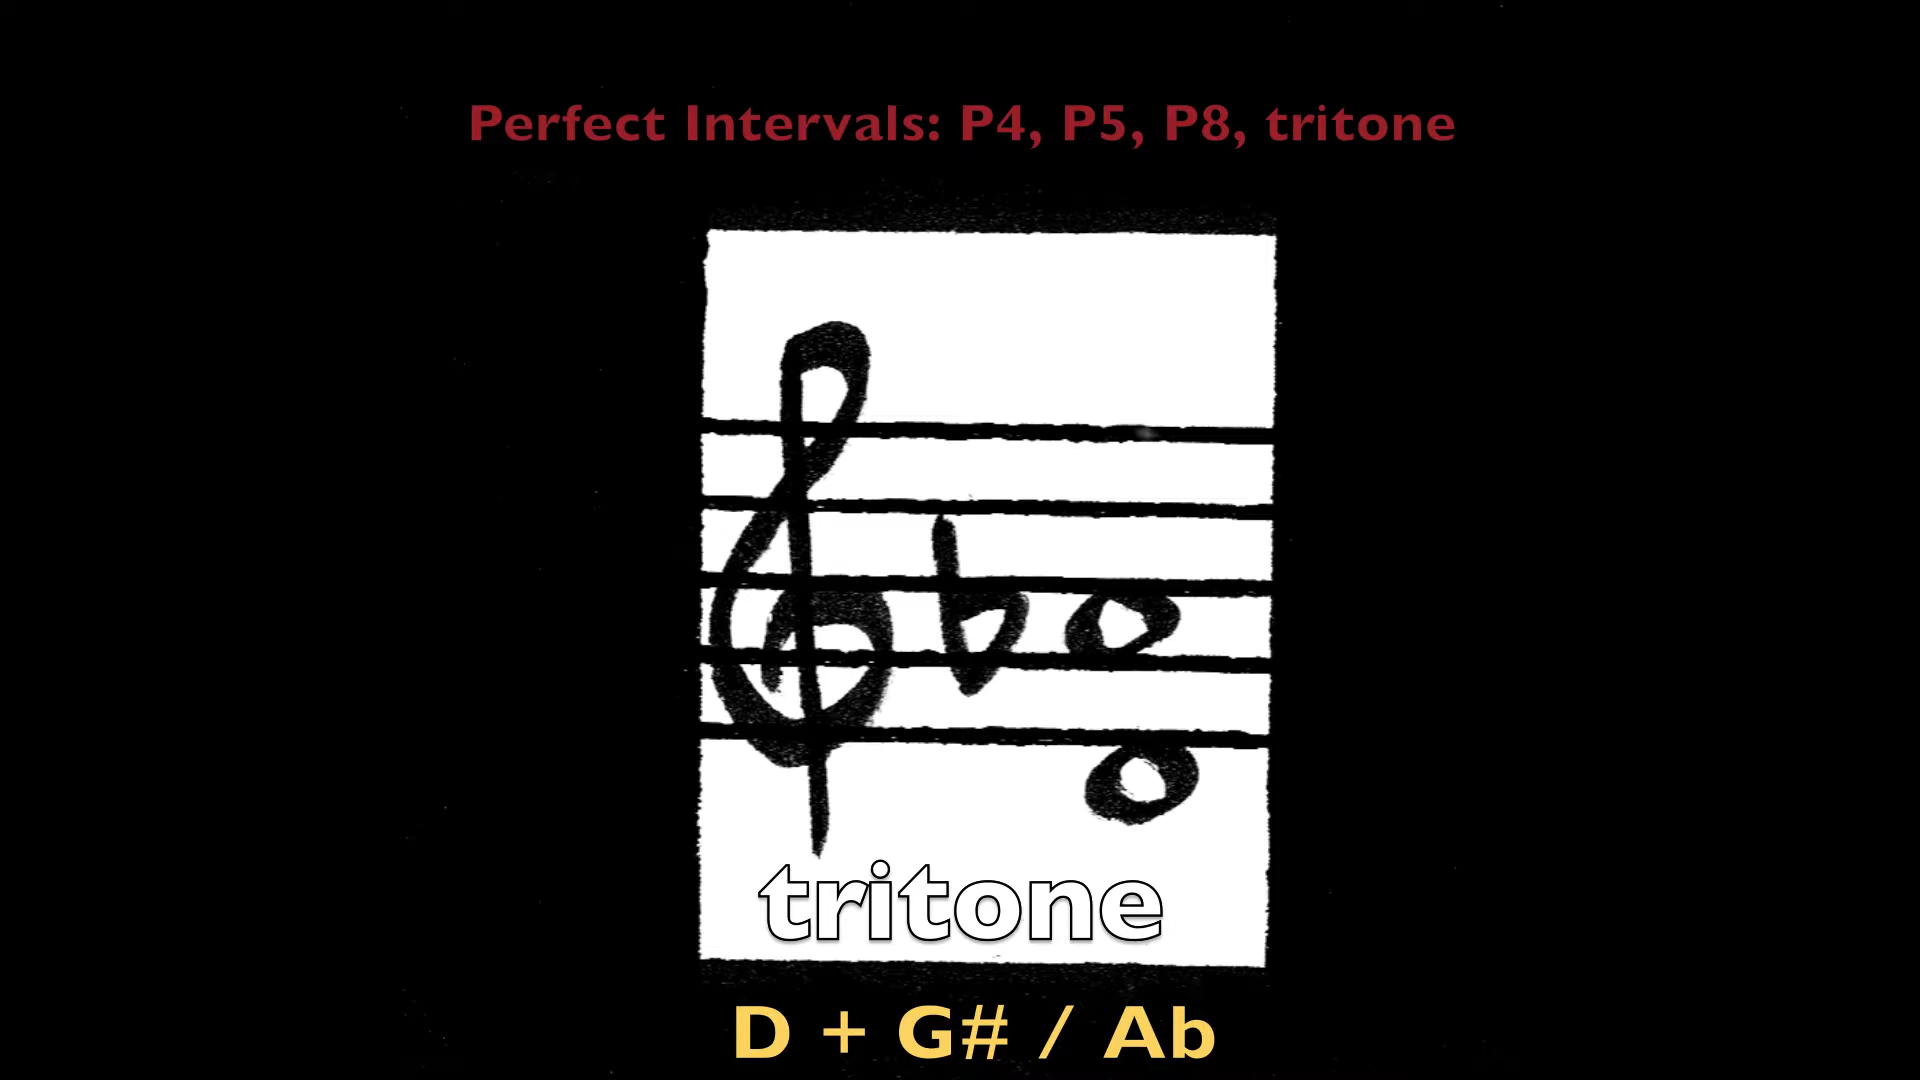 Perfect Intervals: P4, P5, P8, tritone
tritone
D + G# / Ab